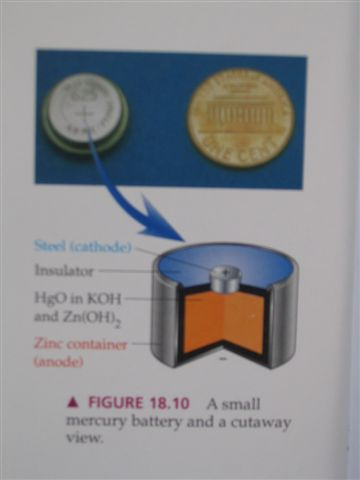 ONE CENT
Steel (cathode)
Insulator
HgO in KOH
and Zn(OH)2
Zinc container
(anode)
+
-
▲ FIGURE 18.10 A small
mercury battery and a cutaway
view.